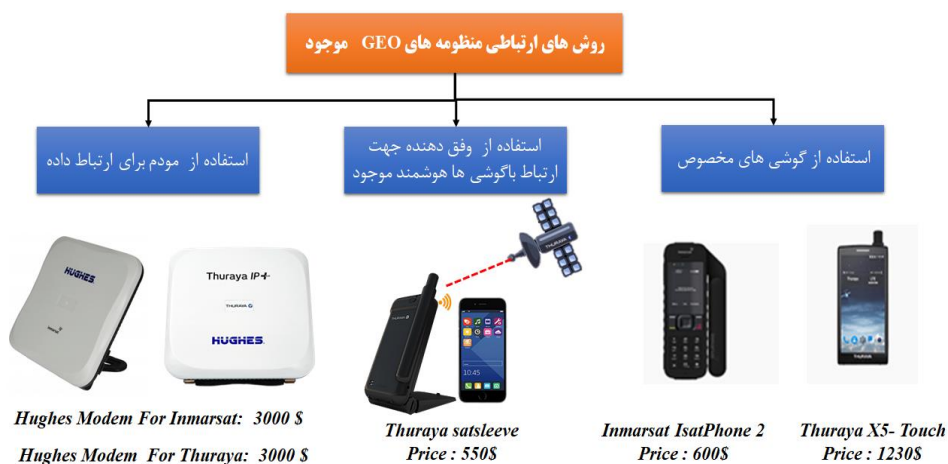 روش های ارتباطی منظومه های GEO موجود
استفاده از گوشی های مخصوص
استفاده از وفق دهنده جهت
ارتباط باگوشی ها هوشمند موجود
استفاده از مودم برای ارتباط داده
HUGHES
Thuraya IP+
THURAYA
HUGHES
10:45
THURAYA
Hughes Modem For Inmarsat: 3000 $
Hughes Modem For Thuraya: 3000 $
Thuraya satsleeve
Price : 550$
Inmarsat IsatPhone 2
Price : 600$
Thuraya X5- Touch
Price : 1230$